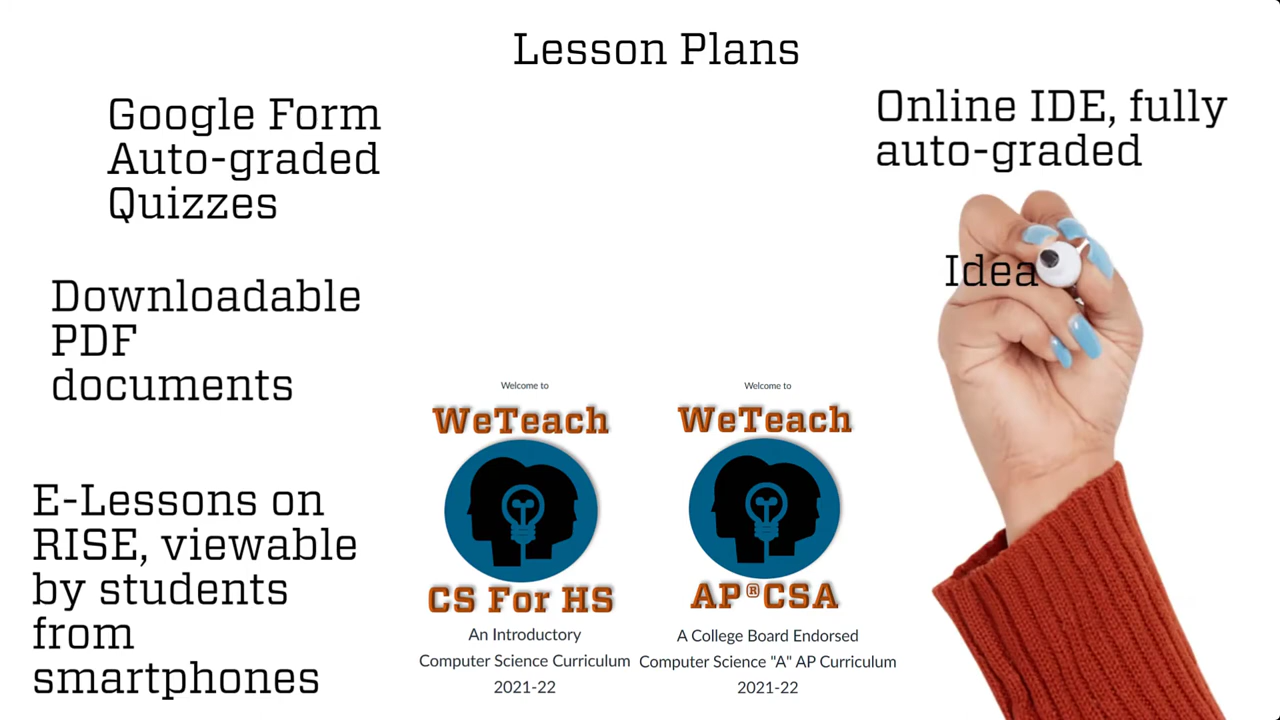 Lesson Plans
Google Form
Auto-graded
Quizzes
Online IDE, fully
auto-graded
Idea
Downloadable
PDF
documents
E-Lessons on
RISE, viewable
by students
from
smartphones
Welcome to
WeTeach
CS For HS
An Introductory
Computer Science Curriculum
2021-22
Welcome to
WeTeach
AP®CSA
A College Board Endorsed
Computer Science "A" AP Curriculum
2021-22